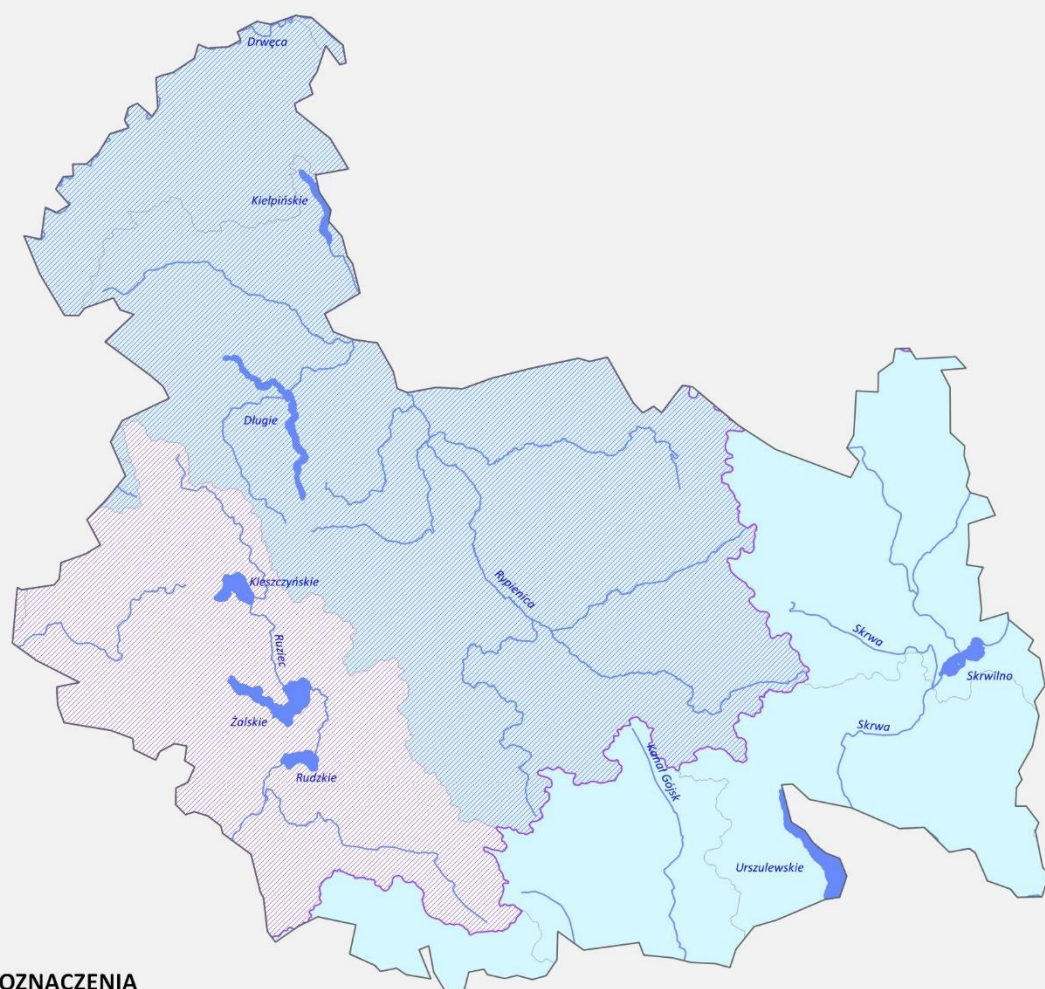 Drwęca
Kiełpińskie
Długie
Kleszczyńskie
Rypienica
Ruziec
Skrwa
Skrwilno
Żalskie
Skrwa
Rudzkie
Kanał Gójsk
Urszulewskie
OZNACZENIA